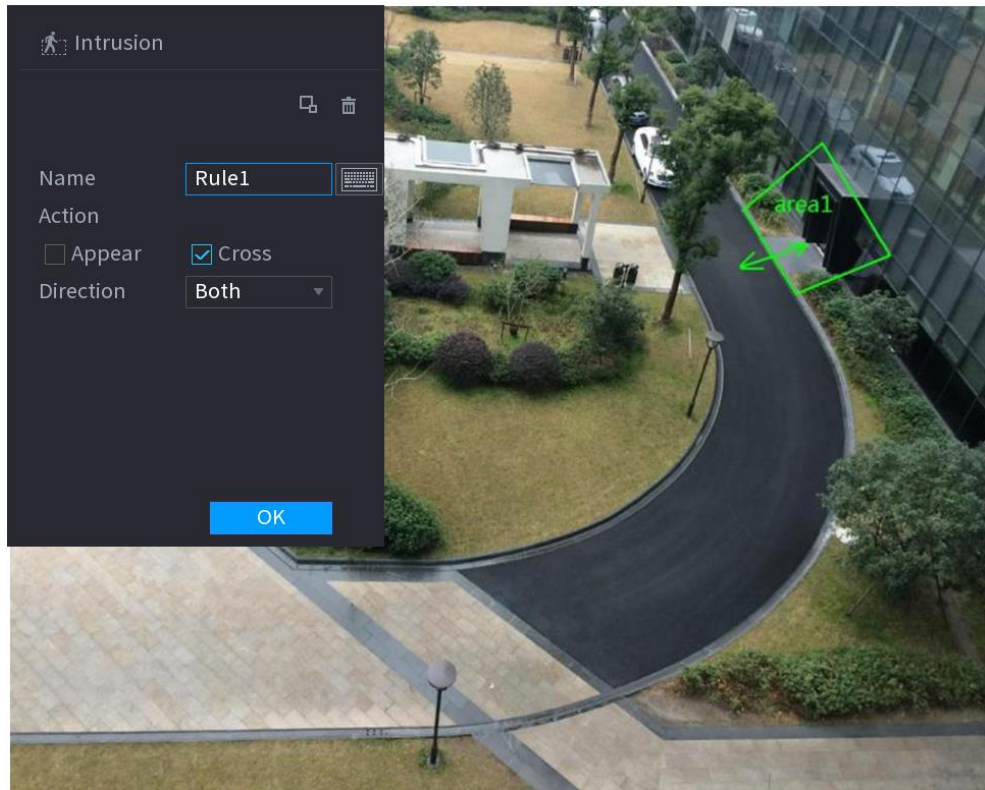 Intrusion
Name Rule1
Action
Appear Cross
Direction Both
OK
area1